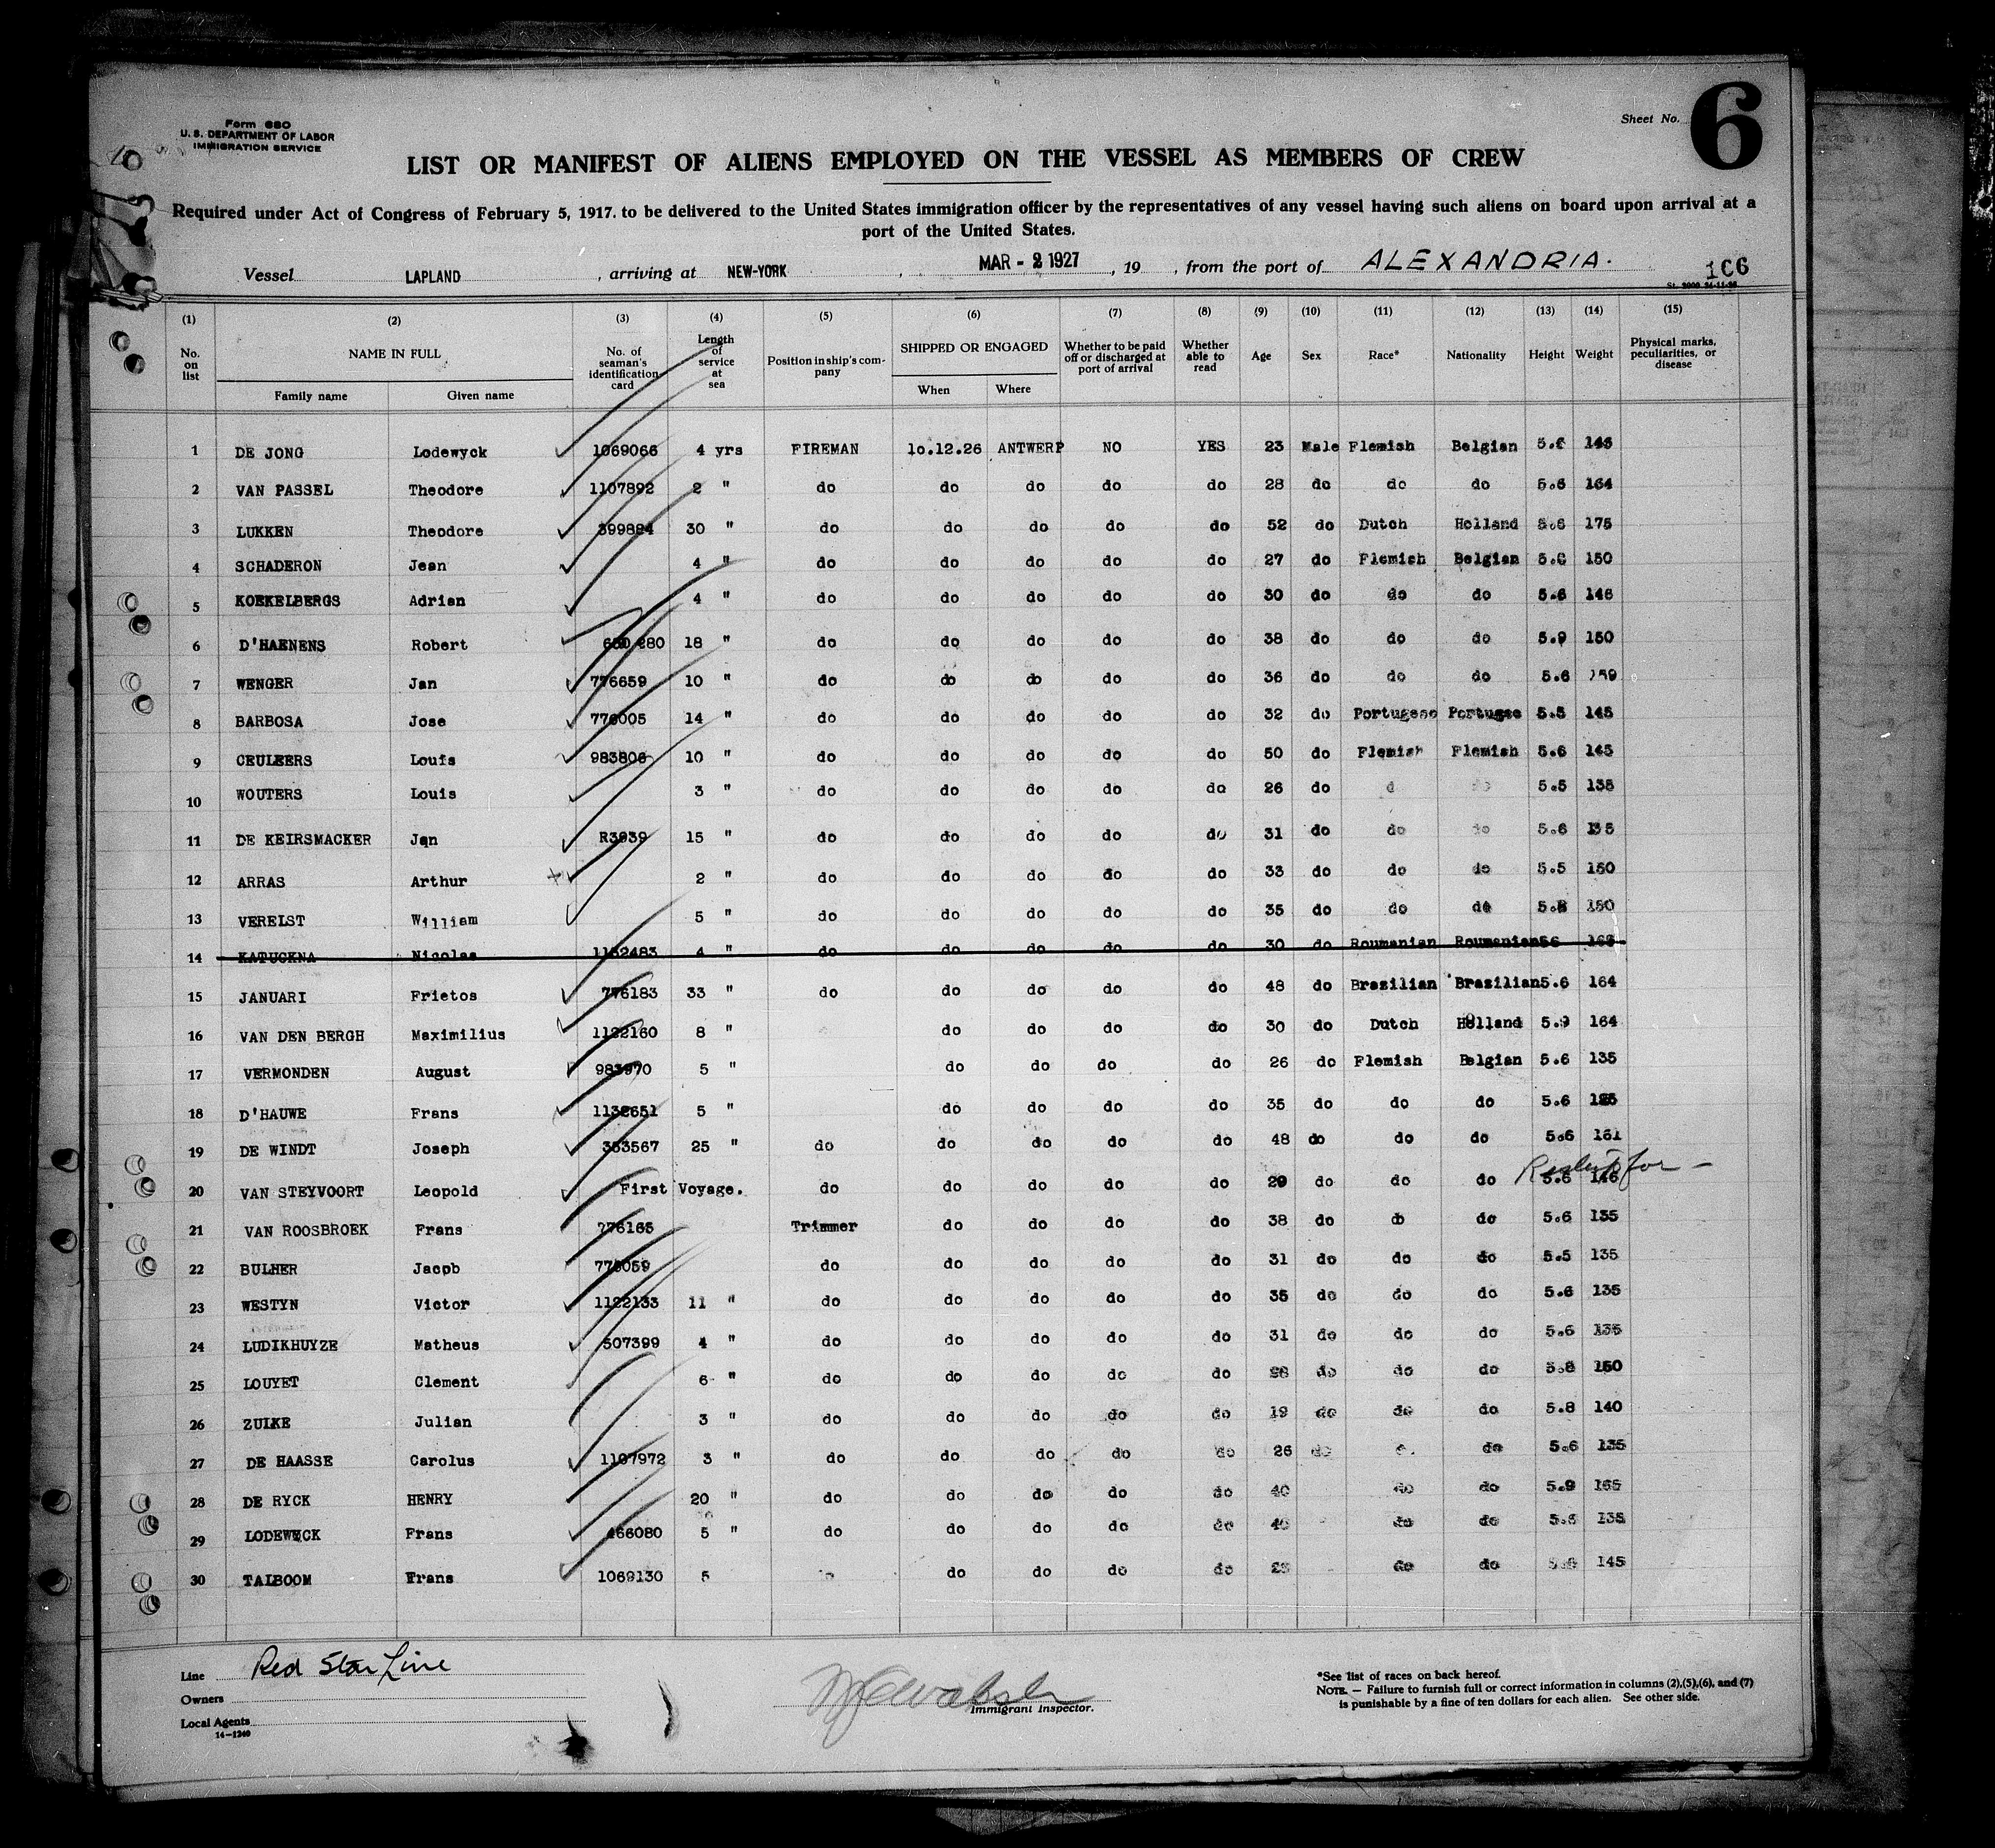 Form 680
U. S. DEPARTMENT OF LABOR
IMMIGRATION SERVICE
Sheet No. 6
LIST OR MANIFEST OF ALIENS EMPLOYED ON THE VESSEL AS MEMBERS OF CREW
Required under Act of Congress of February 5, 1917. to be delivered to the United States immigration officer by the representatives of any vessel having such aliens on board upon arrival at a
port of the United States.
Vessel LAPLAND , arriving at NEW-YORK , MAR - 2 1927 , 19 , from the port of ALEXANDRIA. 106
(1) (2) (3) (4) (5) (6) (7) (8) (9) (10) (11) (12) (13) (14) (15)
No. on list NAME IN FULL No. of seaman's identification card Length of service at sea Position in ship's company SHIPPED OR ENGAGED Whether to be paid off or discharged at port of arrival Whether able to read Age Sex Race* Nationality Height Weight Physical marks, peculiarities, or disease
Family name Given name When Where
1 DE JONG Lodewyck 1069066 4 yrs FIREMAN 10.12.26 ANTWERP NO YES 23 Male Flemish Belgian 146
2 VAN PASSEL Theodore 1107892 2 " do do do do do 28 do do do 5.6 164
3 LUKKEN Theodore 399824 30 " do do do do do 52 do Dutch Holland 5.6 175
4 SCHADERON Jean 4 " do do do do do 27 do Flemish Belgian 5.6 150
5 KOEKELBERGS Adrian 4 " do do do do do 30 do do do 5.6 146
6 D'HAENENS Robert 280 18 " do do do do do 38 do do do 5.9 150
7 WENGER Jan 776659 10 " do do do do do 36 do do do 5.6 159
8 BARBOSA Jose 776005 14 " do do do do do 32 do Portugese Portugse 5.5 145
9 CEULEERS Louis 983806 10 " do do do do do 50 do Flemish Flemish 5.6 145
10 WOUTERS Louis 3 " do do do do do 26 do 5.5 135
11 DE KEIRSMACKER Jan R3939 15 " do do do do do 31 do do do 5.6 135
12 ARRAS Arthur 2 " do do do do do 33 do do do 5.5 150
13 VERELST William 5 " do do do do do 35 do do do 5.8 150
14 KATUCKNA Nicolas 1132483 4 " do do do do do 30 do Roumanian Roumanian 56 168
15 JANUARI Frietos 776183 33 " do do do do do 48 do Brazilian Brazilian 5.6 164
16 VAN DEN BERGH Maximilius 1122160 8 " do do do do 30 do Dutch Holland 5.9 164
17 VERMONDEN August 983970 5 " do do do do 26 do Flemish Belgian 5.6 135
18 D'HAUWE Frans 1132651 5 " do do do do 35 do do do 5.6
19 DE WINDT Joseph 353567 25 " do do do do do 48 do do do 5.6 161
20 VAN STEYVOORT Leopold First Voyage. do do do do do 29 do do do 5.6 146
21 VAN ROOSBROEK Frans 776165 Trimmer do do do do 38 do do do 5.6 135
22 BULHER Jacpb 776059 do do do do do 31 do do do 5.5 135
23 WESTYN Victor 1122133 11 " do do do do do 35 do do do 5.6 135
24 LUDIKHUYZE Matheus 507399 4 " do do do do do 31 do do do 5.6 135
25 LOUYET Clement 6 " do do do do do do do do 5.8 150
26 ZUIKE Julian 3 " do do do do do 19 do do do 5.8 140
27 DE HAASSE Carolus 1107972 3 " do do do do do 26 do do 5.6 135
28 DE RYCK HENRY 20 " do do do do do 40 do do 5.9 165
29 LODEWYCK Frans 466080 5 " do do do do do do do 135
30 TALBOOM Frans 1069130 5 do do do do do do 145
Line Red Star Line
Owners
Local Agents
14-1240
Immigrant Inspector.
*See list of races on back hereof.
NOTE. — Failure to furnish full or correct information in columns (2),(5),(6), and (7)
is punishable by a fine of ten dollars for each alien. See other side.